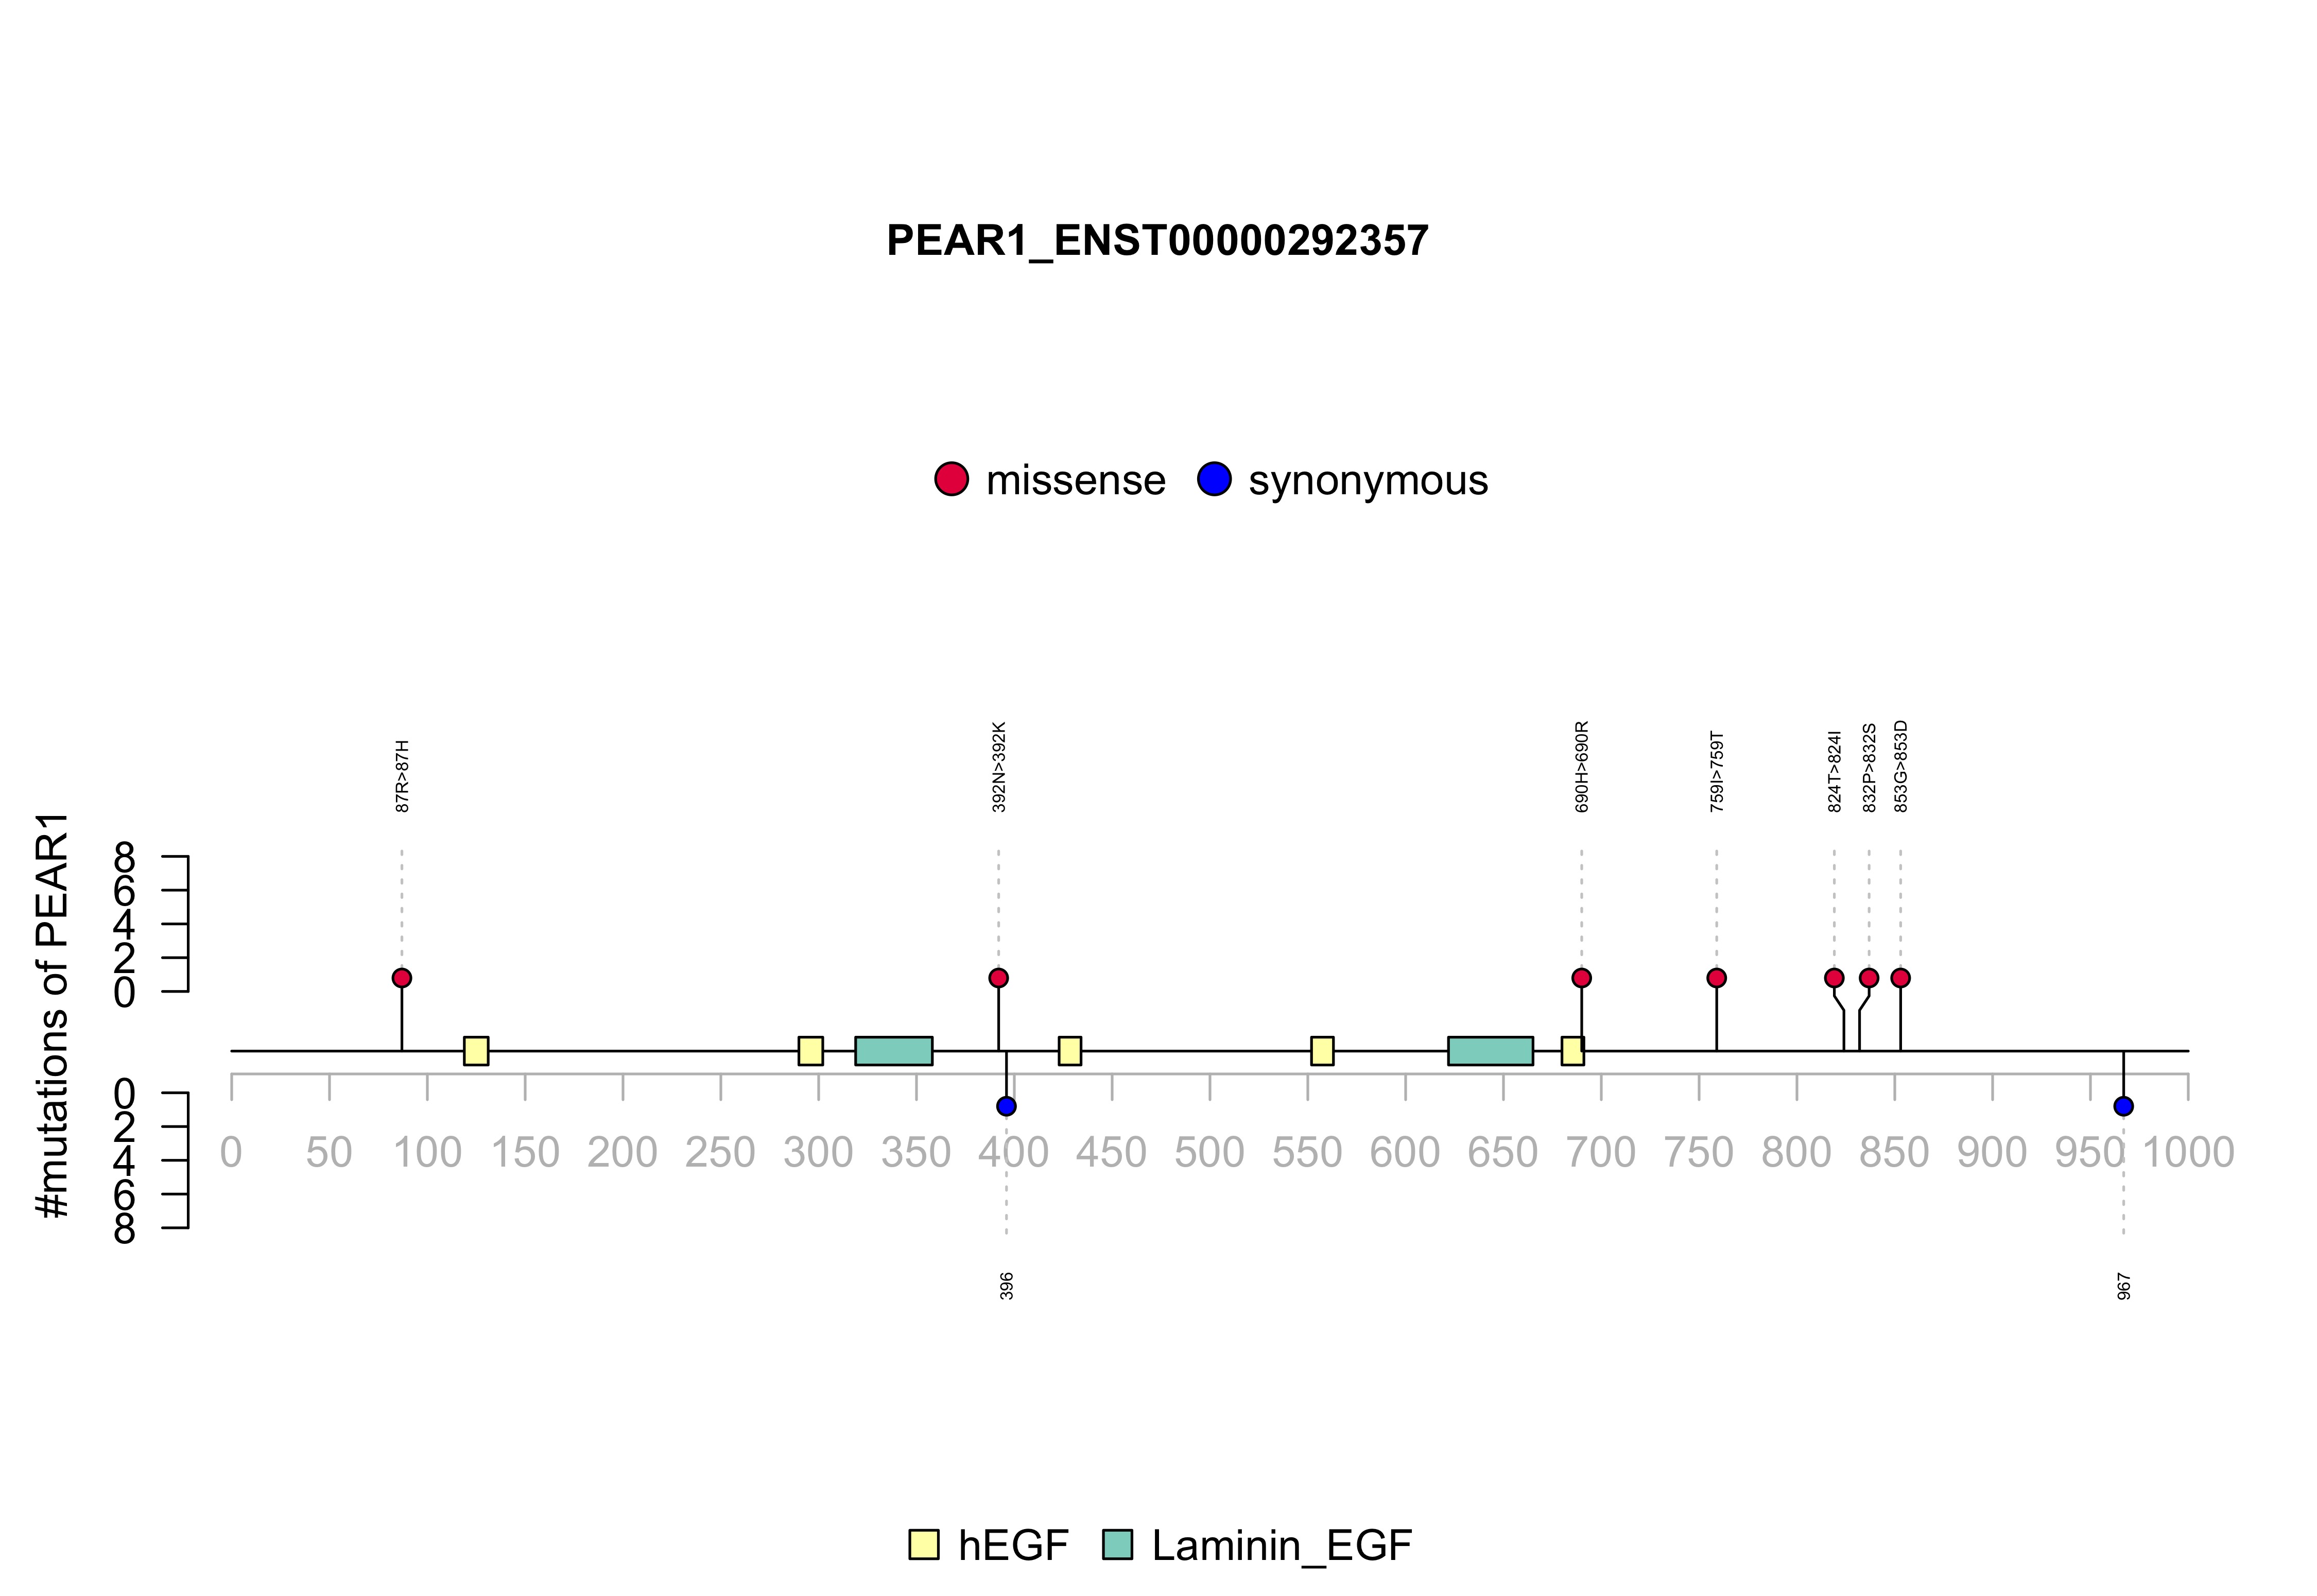 PEAR1_ENST00000292357
missense synonymous
87R>87H 392N>392K 690H>690R 759I>759T 824T>824I 832P>832S 853G>853D
#mutations of PEAR1
8
6
4
2
0
0
2
4
6
8
0 50 100 150 200 250 300 350 400 450 500 550 600 650 700 750 800 850 900 950 1000
396 967
hEGF Laminin_EGF